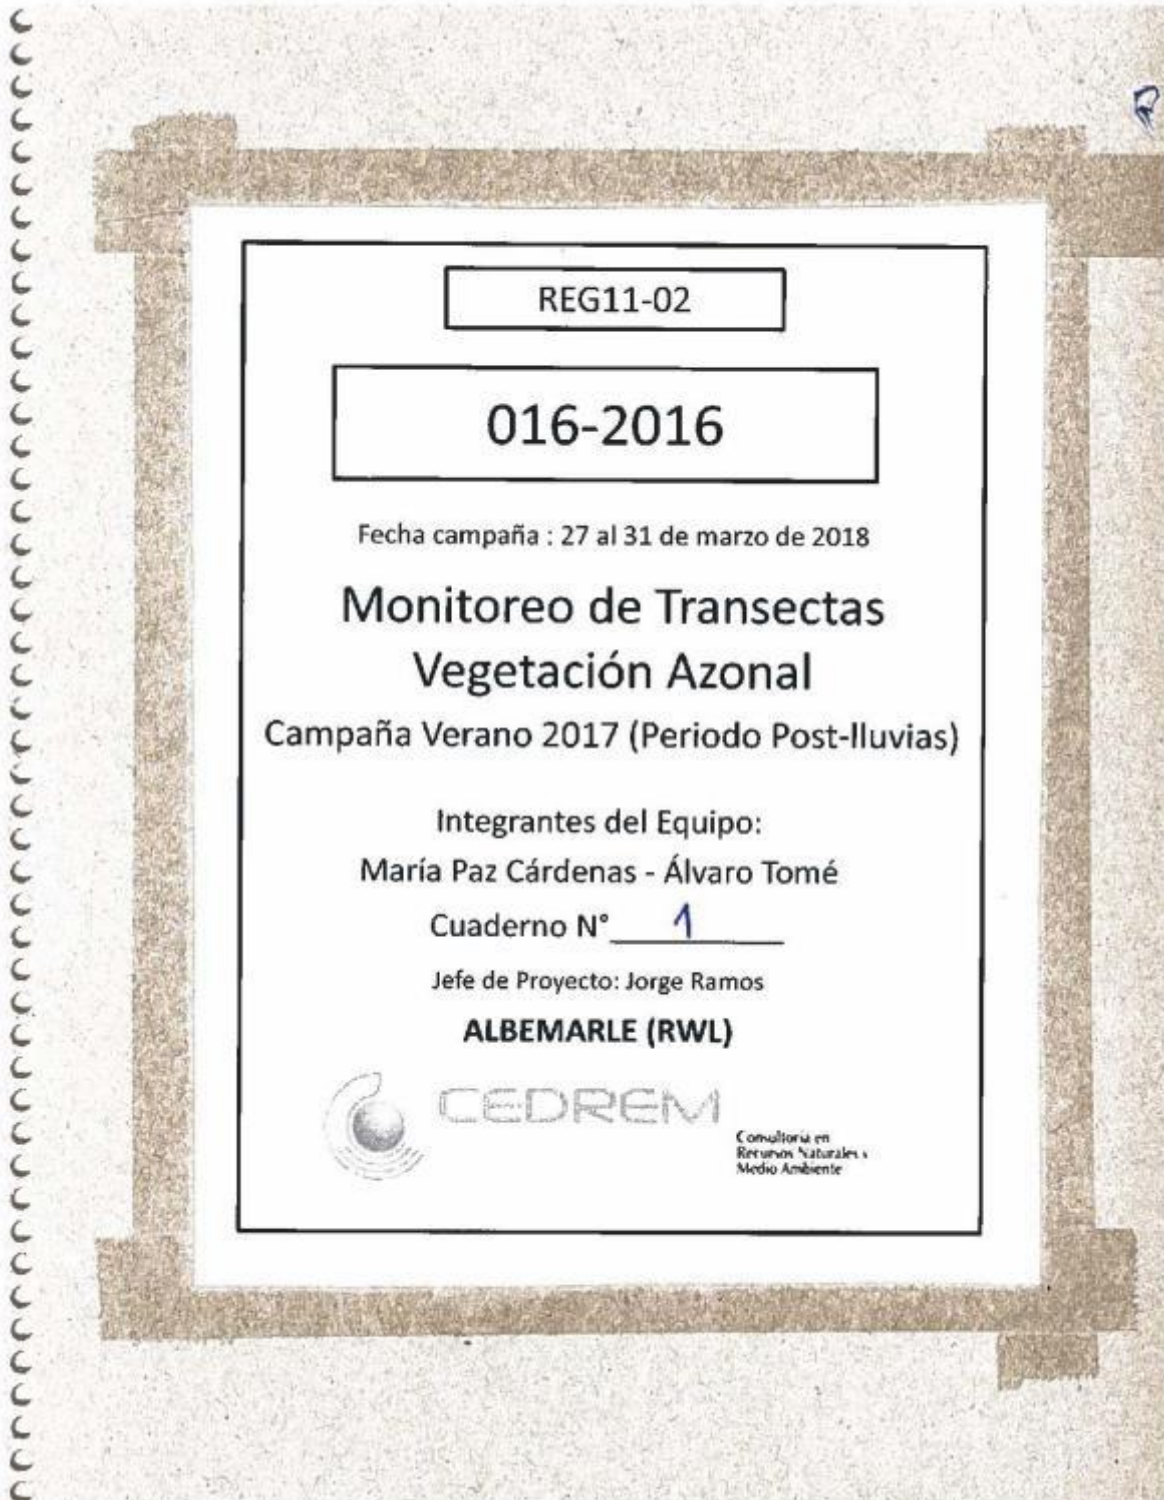 REG11-02
016-2016
Fecha campaña : 27 al 31 de marzo de 2018
Monitoreo de Transectas
Vegetación Azonal
Campaña Verano 2017 (Periodo Post-lluvias)
Integrantes del Equipo:
María Paz Cárdenas - Álvaro Tomé
Cuaderno N° 1
Jefe de Proyecto: Jorge Ramos
ALBEMARLE (RWL)
CEDREM
Consultoría en
Recursos Naturales y
Medio Ambiente